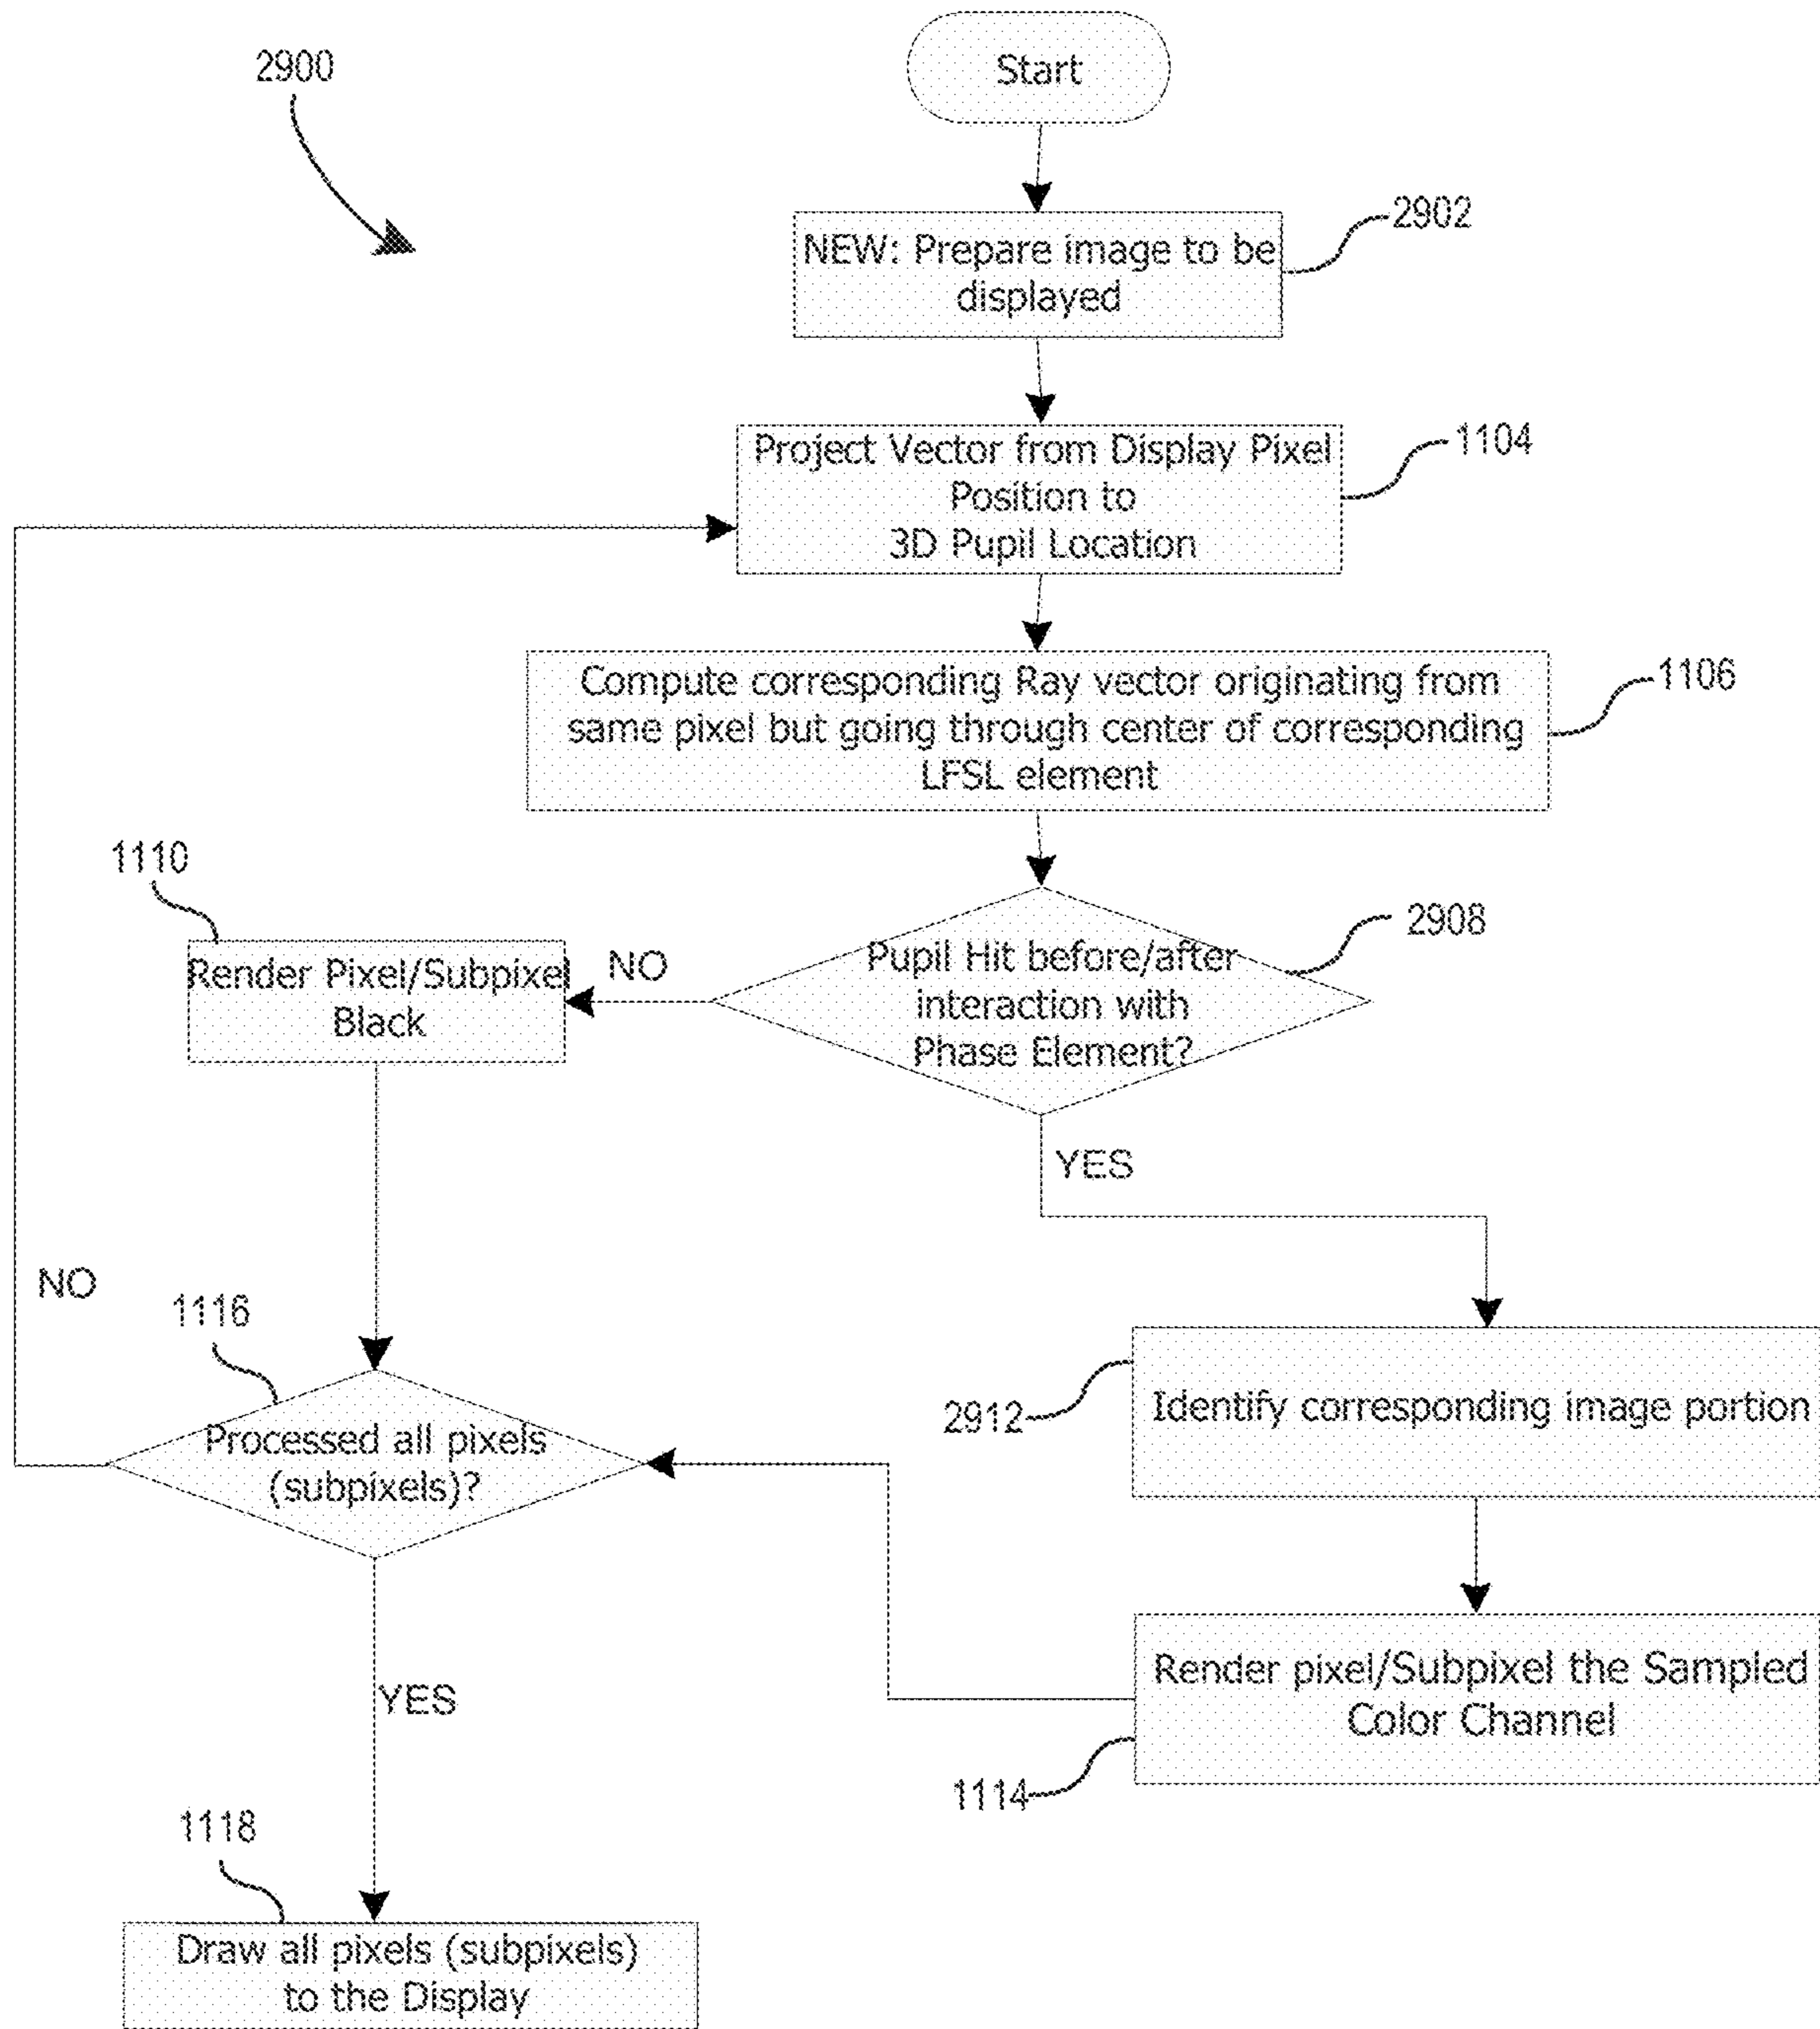 2900
Start
NEW: Prepare image to be
displayed
2902
Project Vector from Display Pixel
Position to
3D Pupil Location
1104
Compute corresponding Ray vector originating from
same pixel but going through center of corresponding
LFSL element
1106
1110
Render Pixel/Subpixel
Black
NO
Pupil Hit before/after
interaction with
Phase Element?
2908
YES
NO
1116
Processed all pixels
(subpixels)?
2912
Identify corresponding image portion
YES
Render pixel/Subpixel the Sampled
Color Channel
1114
1118
Draw all pixels (subpixels)
to the Display